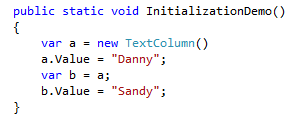 public static void InitializationDemo()
{
    var a = new TextColumn()
    a.Value = "Danny";
    var b = a;
    b.Value = "Sandy";
}